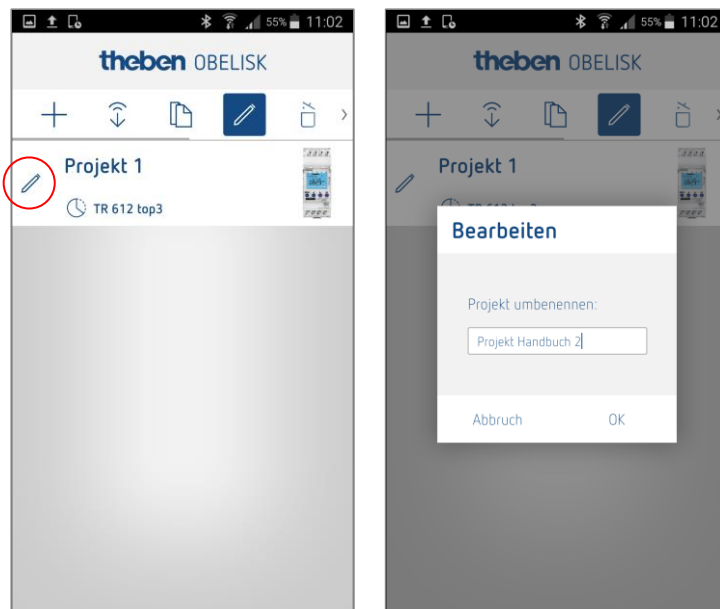 55% 11:02
theben OBELISK
Projekt 1
TR 612 top3
55% 11:02
theben OBELISK
Projekt 1
Bearbeiten
Projekt umbenennen:
Projekt Handbuch 2
Abbruch OK